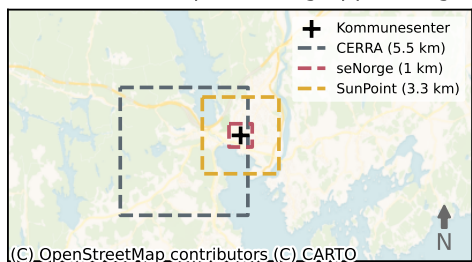 Kommunesenter
CERRA (5.5 km)
seNorge (1 km)
SunPoint (3.3 km)
N
(C) OpenStreetMap contributors (C) CARTO